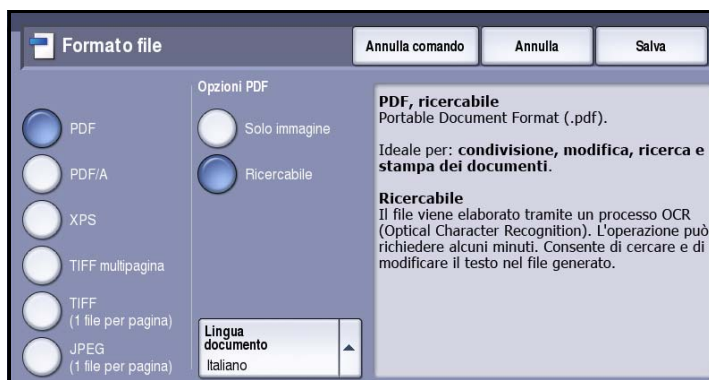 Formato file
Annulla comando
Annulla
Salva
PDF
PDF/A
XPS
TIFF multipagina
TIFF
(1 file per pagina)
JPEG
(1 file per pagina)
Opzioni PDF
Solo immagine
Ricercabile
Lingua
documento
Italiano
PDF, ricercabile
Portable Document Format (.pdf).
Ideale per: condivisione, modifica, ricerca e
stampa dei documenti.
Ricercabile
Il file viene elaborato tramite un processo OCR
(Optical Character Recognition). L'operazione può
richiedere alcuni minuti. Consente di cercare e di
modificare il testo nel file generato.